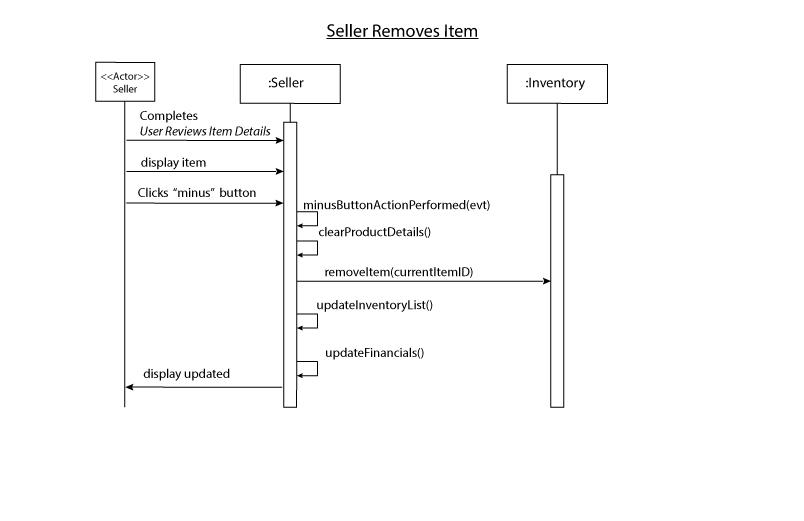 Seller Removes Item
<<Actor>>
Seller
:Seller
:Inventory
Completes
User Reviews Item Details
display item
Clicks “minus” button
minusButtonActionPerformed(evt)
clearProductDetails()
removeItem(currentItemID)
updateInventoryList()
updateFinancials()
display updated